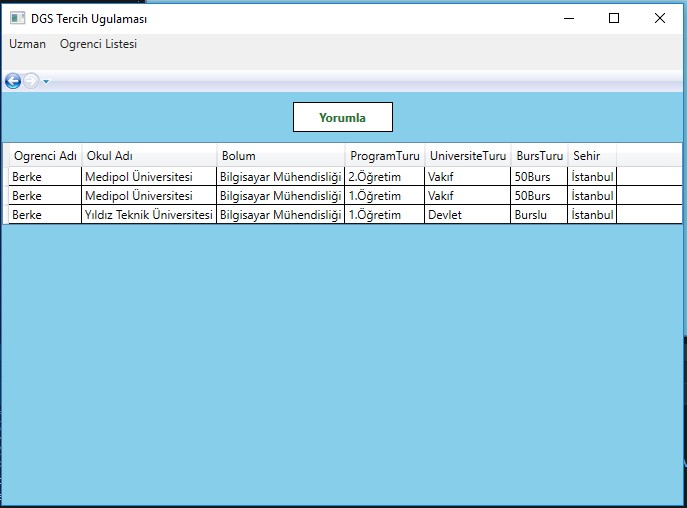 DGS Tercih Ugulaması
Uzman Ogrenci Listesi
Yorumla
Ogrenci Adı Okul Adı Bolum ProgramTuru UniversiteTuru BursTuru Sehir
Berke Medipol Üniversitesi Bilgisayar Mühendisliği 2.Öğretim Vakıf 50Burs İstanbul
Berke Medipol Üniversitesi Bilgisayar Mühendisliği 1.Öğretim Vakıf 50Burs İstanbul
Berke Yıldız Teknik Üniversitesi Bilgisayar Mühendisliği 1.Öğretim Devlet Burslu İstanbul